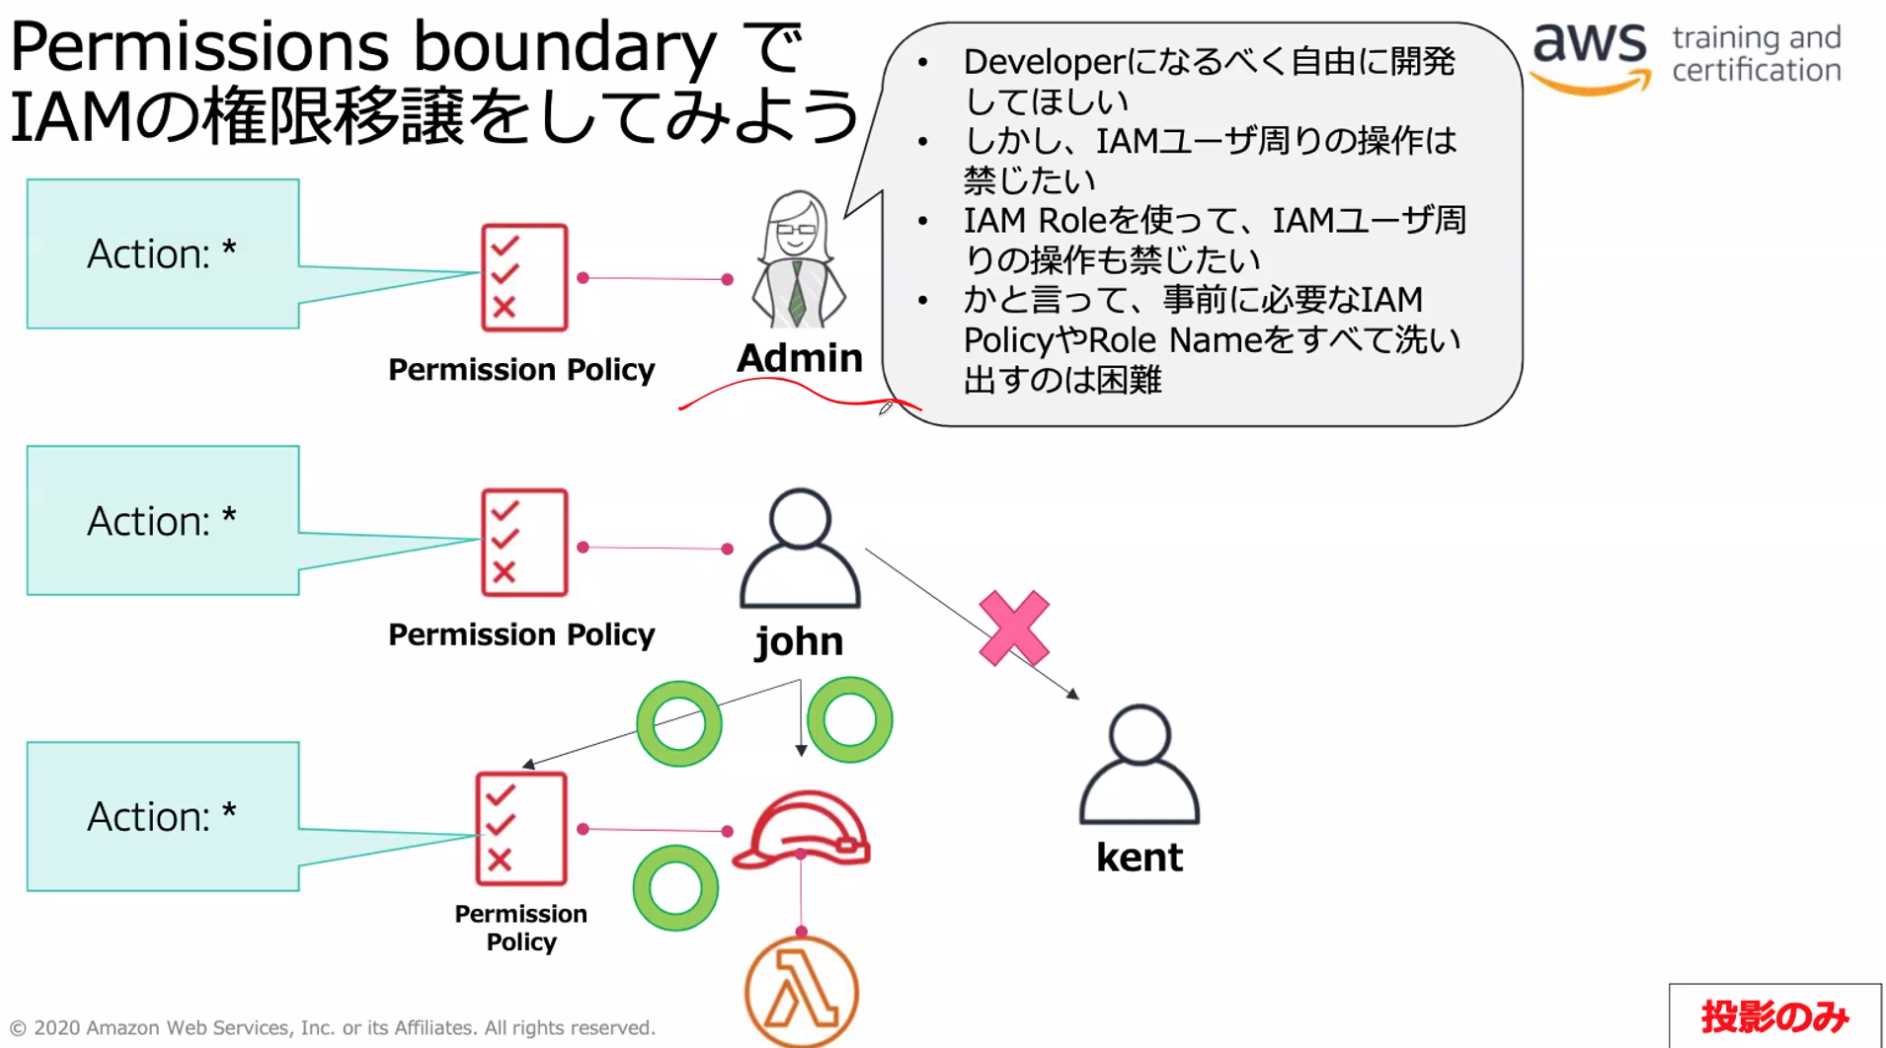 Permissions boundary で
IAMの権限移譲をしてみよう
• Developerになるべく自由に開発
してほしい
• しかし、IAMユーザ周りの操作は
禁じたい
• IAM Roleを使って、IAMユーザ周
りの操作も禁じたい
• かと言って、事前に必要なIAM
PolicyやRole Nameをすべて洗い
出すのは困難
aws training and
certification
Action: *
Permission Policy
Admin
Action: *
Permission Policy
john
kent
Action: *
Permission
Policy
© 2020 Amazon Web Services, Inc. or its Affiliates. All rights reserved.
投影のみ